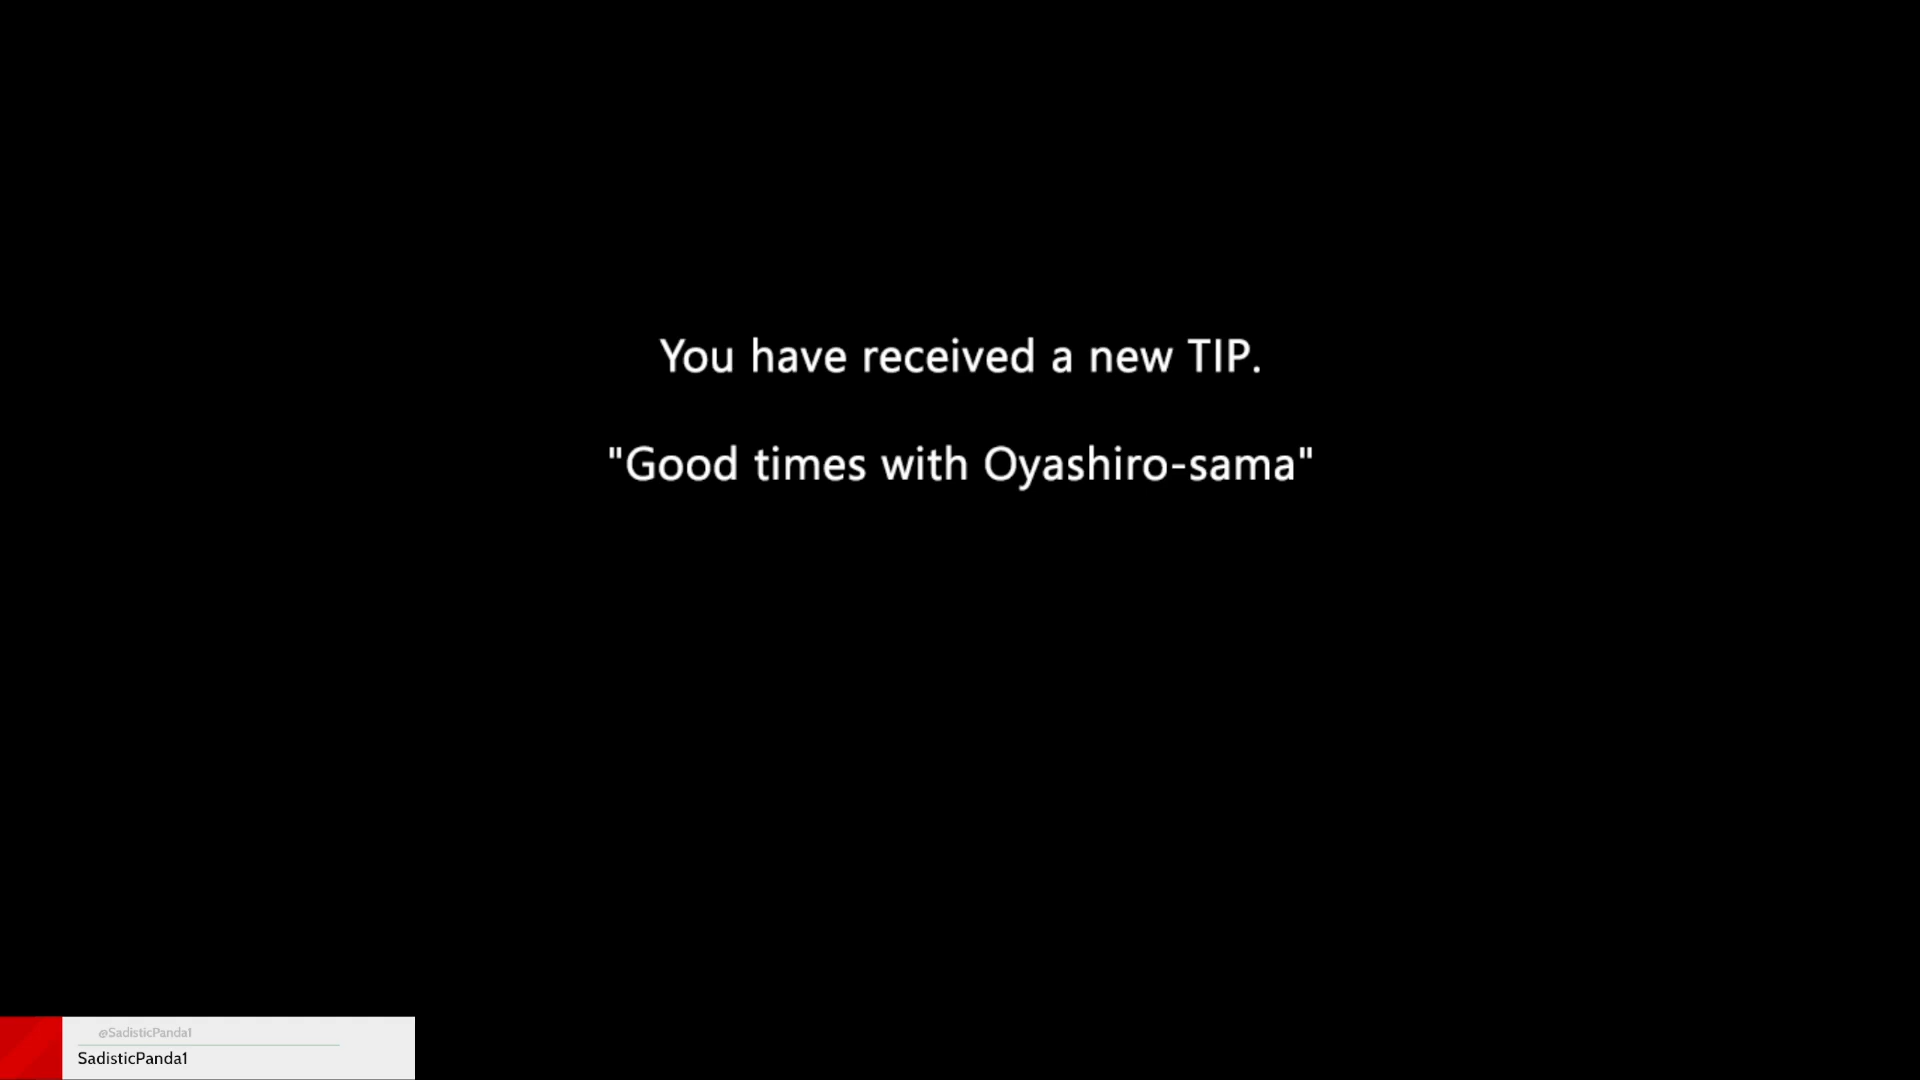 You have received a new TIP.
"Good times with Oyashiro-sama"
@SadisticPanda1
SadisticPanda1